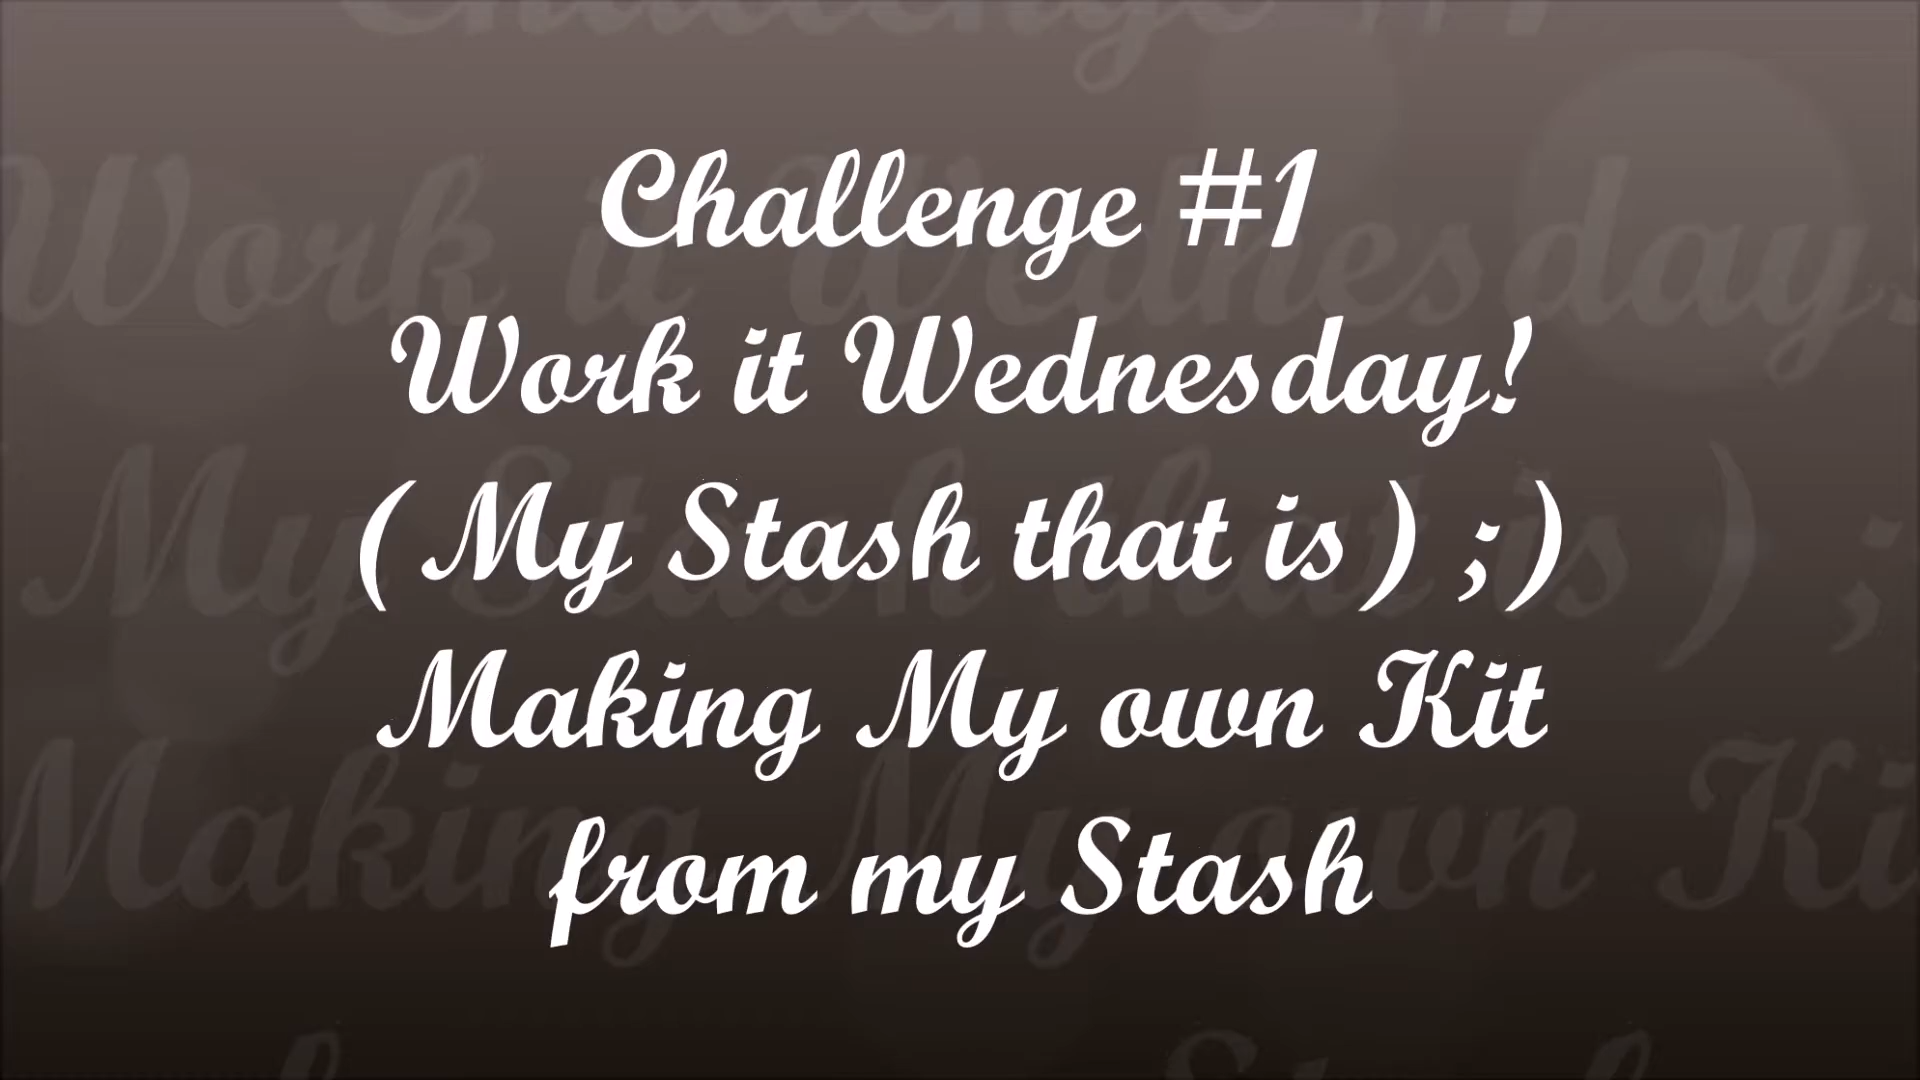 Challenge #1
Work it Wednesday!
( My Stash that is ) ;)
Making My own Kit
from my Stash